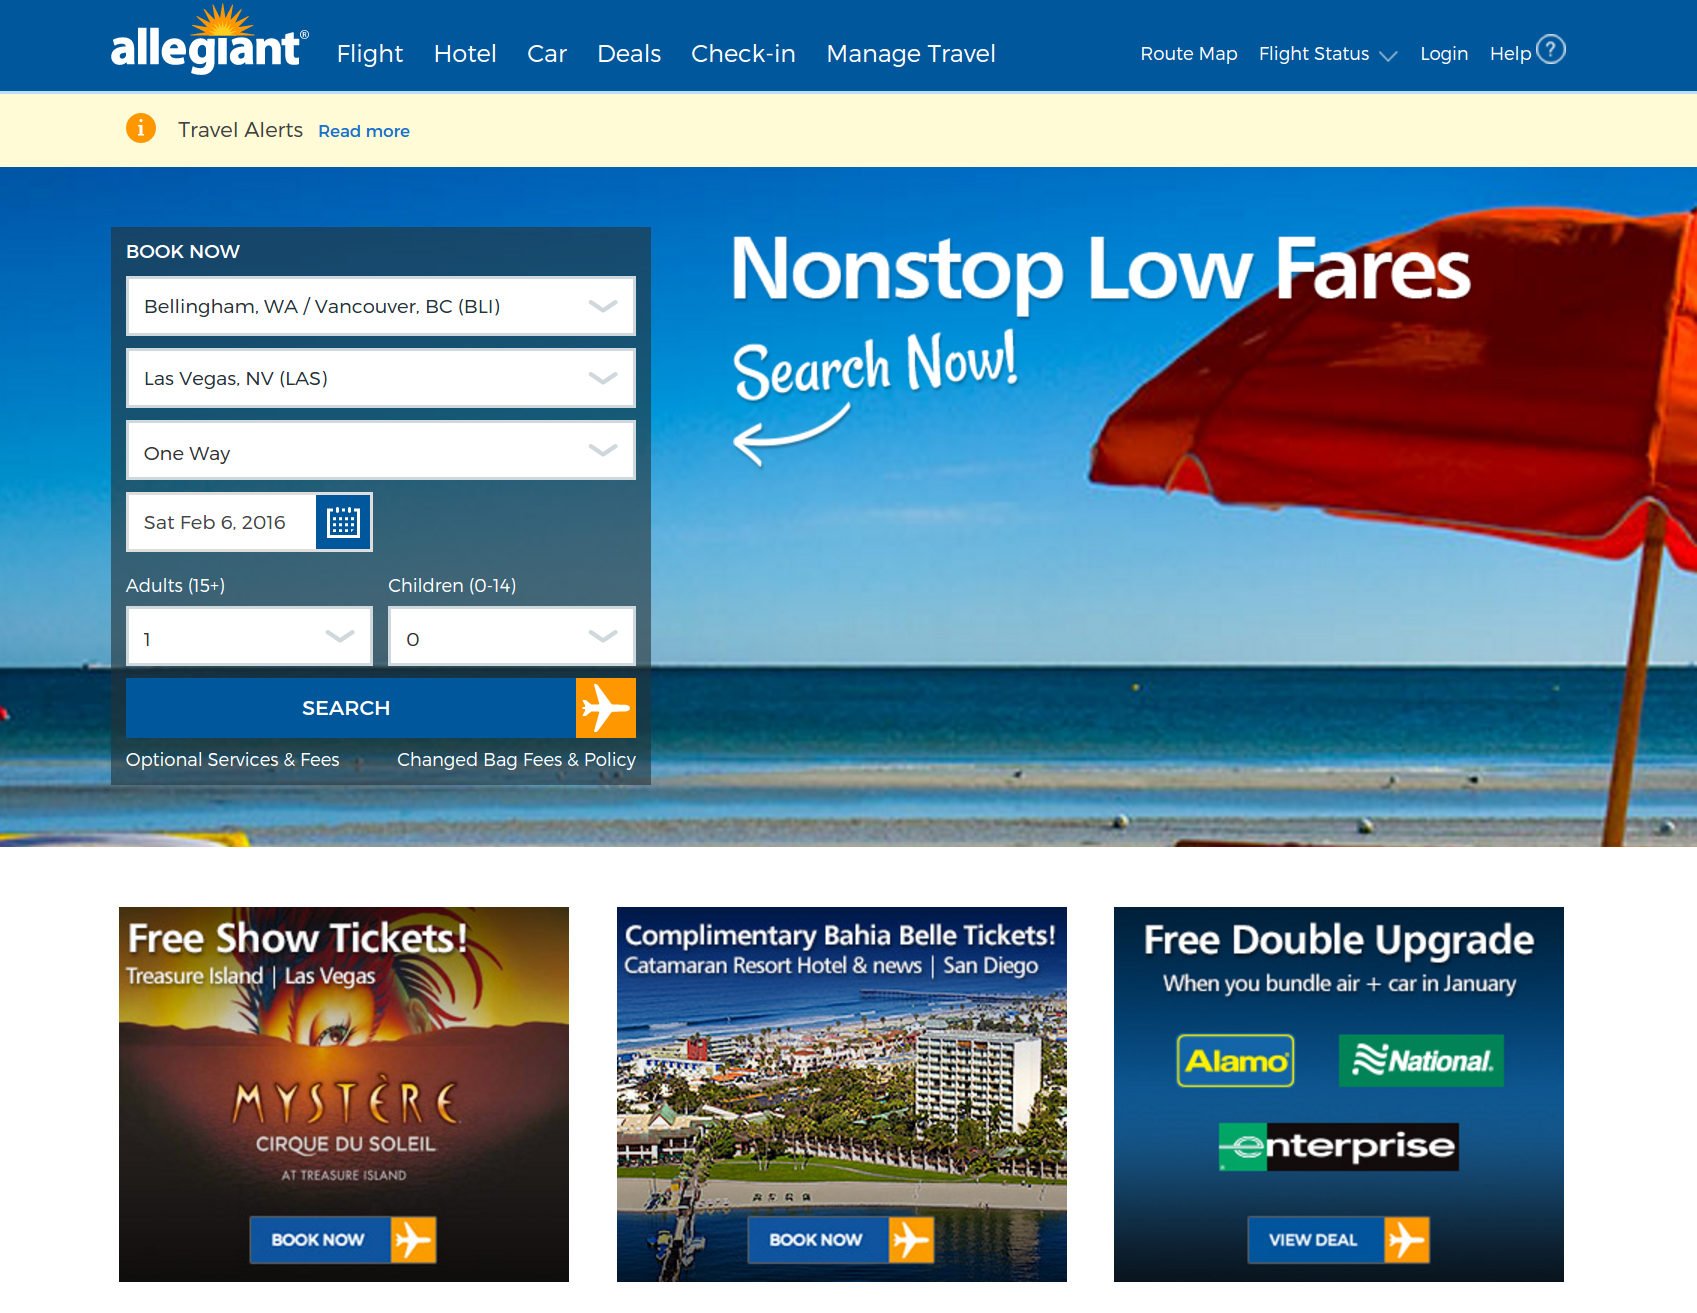 allegiant®
Flight Hotel Car Deals Check-in Manage Travel
Route Map Flight Status Login Help ?
i Travel Alerts Read more
BOOK NOW
Bellingham, WA / Vancouver, BC (BLI)
Las Vegas, NV (LAS)
One Way
Sat Feb 6, 2016
Adults (15+) Children (0-14)
1 0
SEARCH
Optional Services & Fees Changed Bag Fees & Policy
Nonstop Low Fares
Search Now!
Free Show Tickets!
Treasure Island | Las Vegas
MYSTÈRE
CIRQUE DU SOLEIL
AT TREASURE ISLAND
BOOK NOW
Complimentary Bahia Belle Tickets!
Catamaran Resort Hotel & news | San Diego
BOOK NOW
Free Double Upgrade
When you bundle air + car in January
Alamo National
enterprise
VIEW DEAL